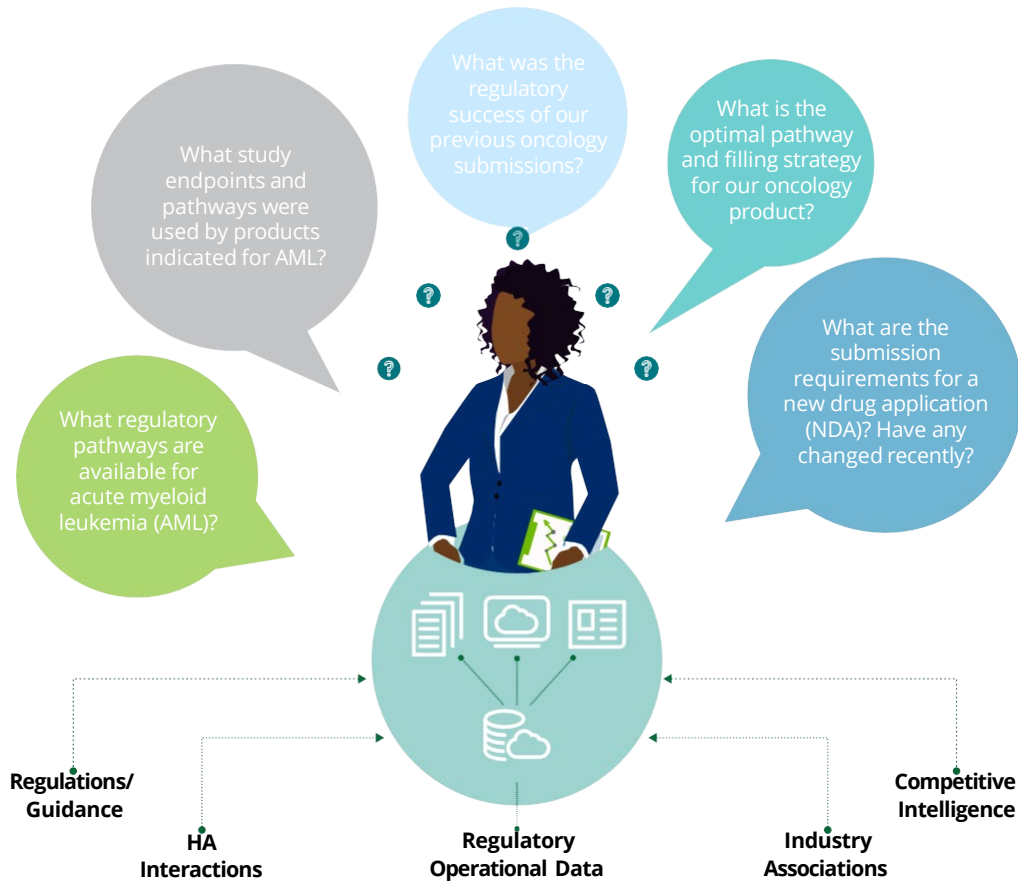 What was the
regulatory
success of our
previous oncology
submissions?
What is the
optimal pathway
and filling strategy
for our oncology
product?
What study
endpoints and
pathways were
used by products
indicated for AML?
What are the
submission
requirements for a
new drug application
(NDA)? Have any
changed recently?
What regulatory
pathways are
available for
acute myeloid
leukemia (AML)?
?
?
?
?
?
Regulations/
Guidance
HA
Interactions
Regulatory
Operational Data
Industry
Associations
Competitive
Intelligence